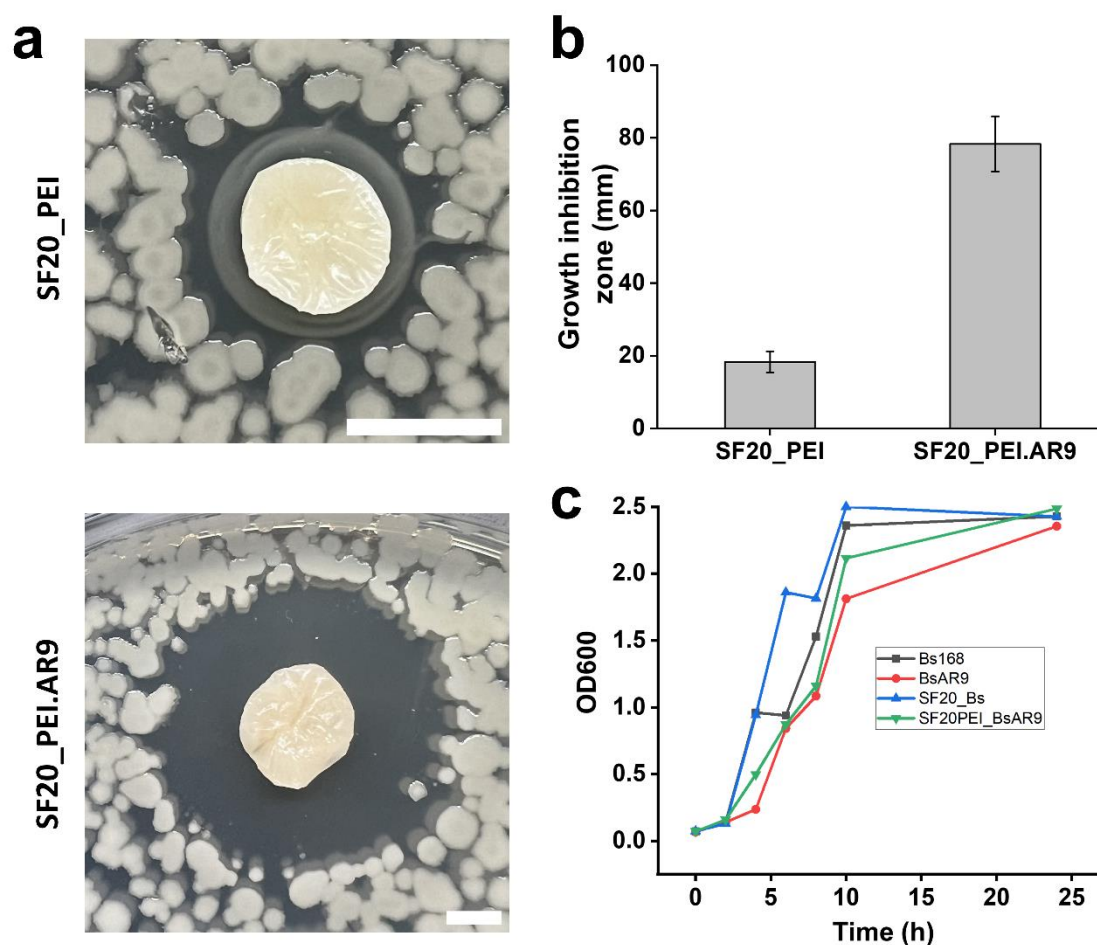 a
SF20_PEI
SF20_PEI.AR9
b
Growth inhibition
zone (mm)
100
80
60
40
20
0
SF20_PEI
SF20_PEI.AR9
c
OD600
2.5
2.0
1.5
1.0
0.5
0.0
Bs168
BsAR9
SF20_Bs
SF20PEI_BsAR9
0
5
10
15
20
25
Time (h)